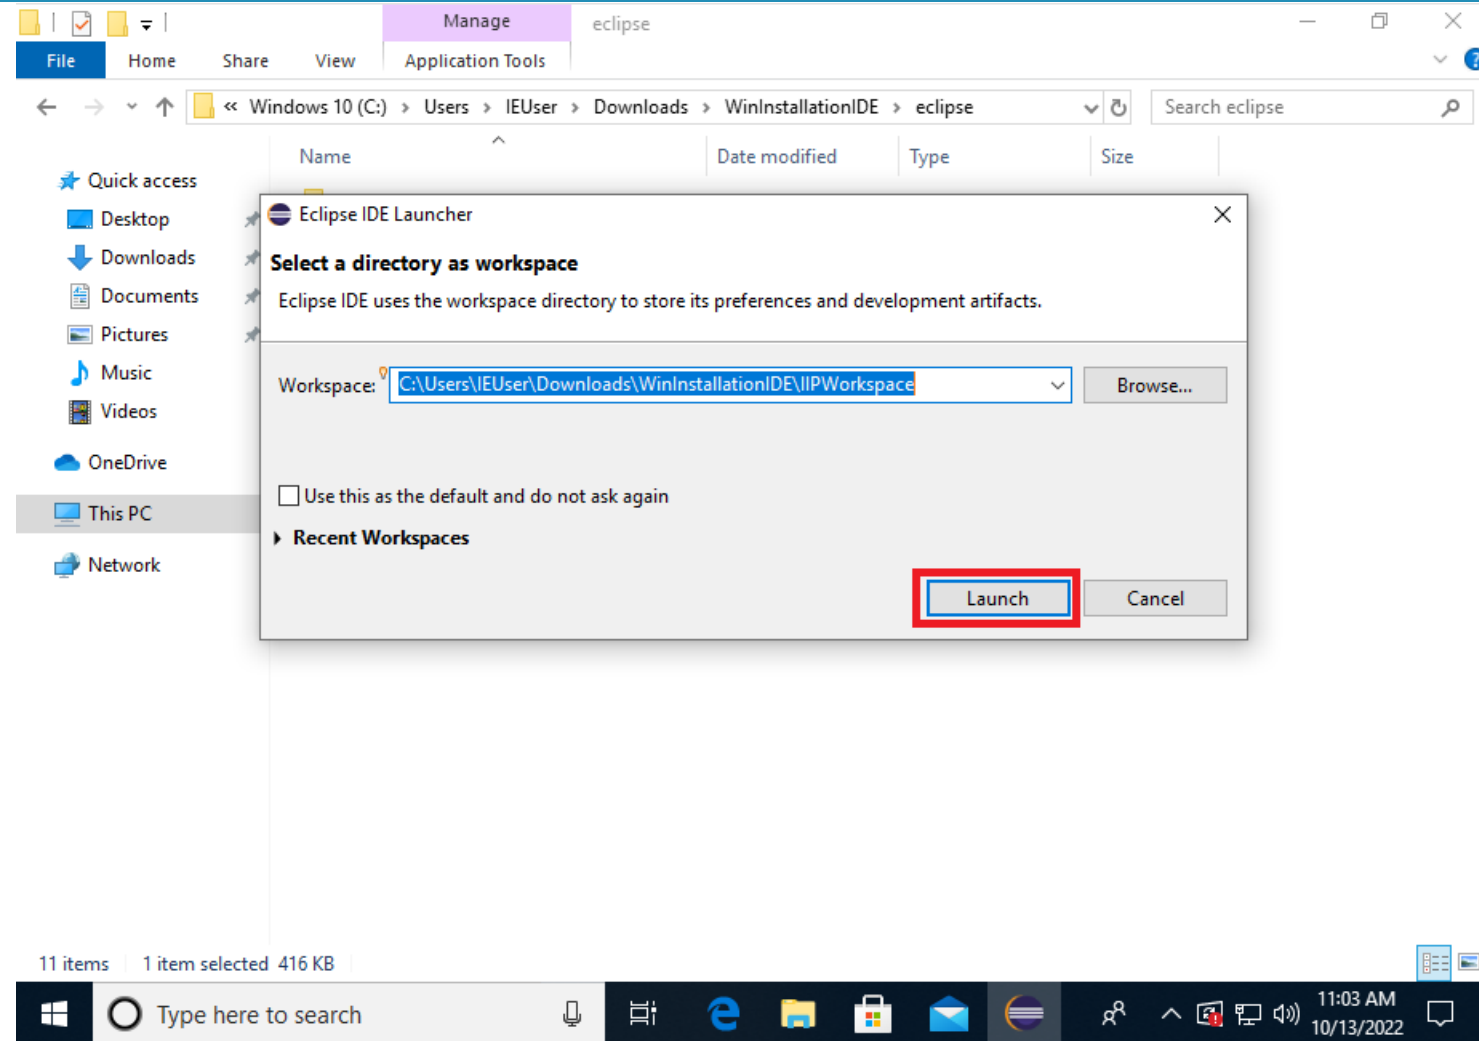 Manage
eclipse
File Home Share View Application Tools
« Windows 10 (C:) > Users > IEUser > Downloads > WinInstallationIDE > eclipse
Search eclipse
Name Date modified Type Size
Quick access
Desktop
Downloads
Documents
Pictures
Music
Videos
OneDrive
This PC
Network
Eclipse IDE Launcher
Select a directory as workspace
Eclipse IDE uses the workspace directory to store its preferences and development artifacts.
Workspace: C:\Users\IEUser\Downloads\WinInstallationIDE\IIPWorkspace Browse...
Use this as the default and do not ask again
Recent Workspaces
Launch Cancel
11 items 1 item selected 416 KB
Type here to search
11:03 AM
10/13/2022